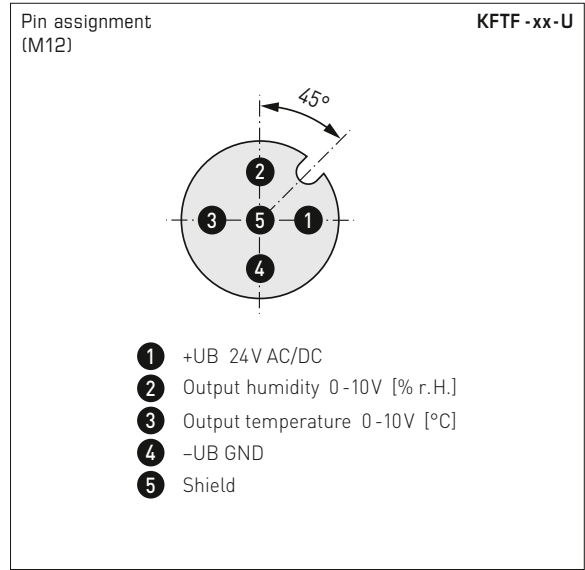 Pin assignment KFTF-xx-U
(M12)
45°
2
3 5 1
4
1 +UB 24V AC/DC
2 Output humidity 0-10V [% r.H.]
3 Output temperature 0-10V [°C]
4 –UB GND
5 Shield